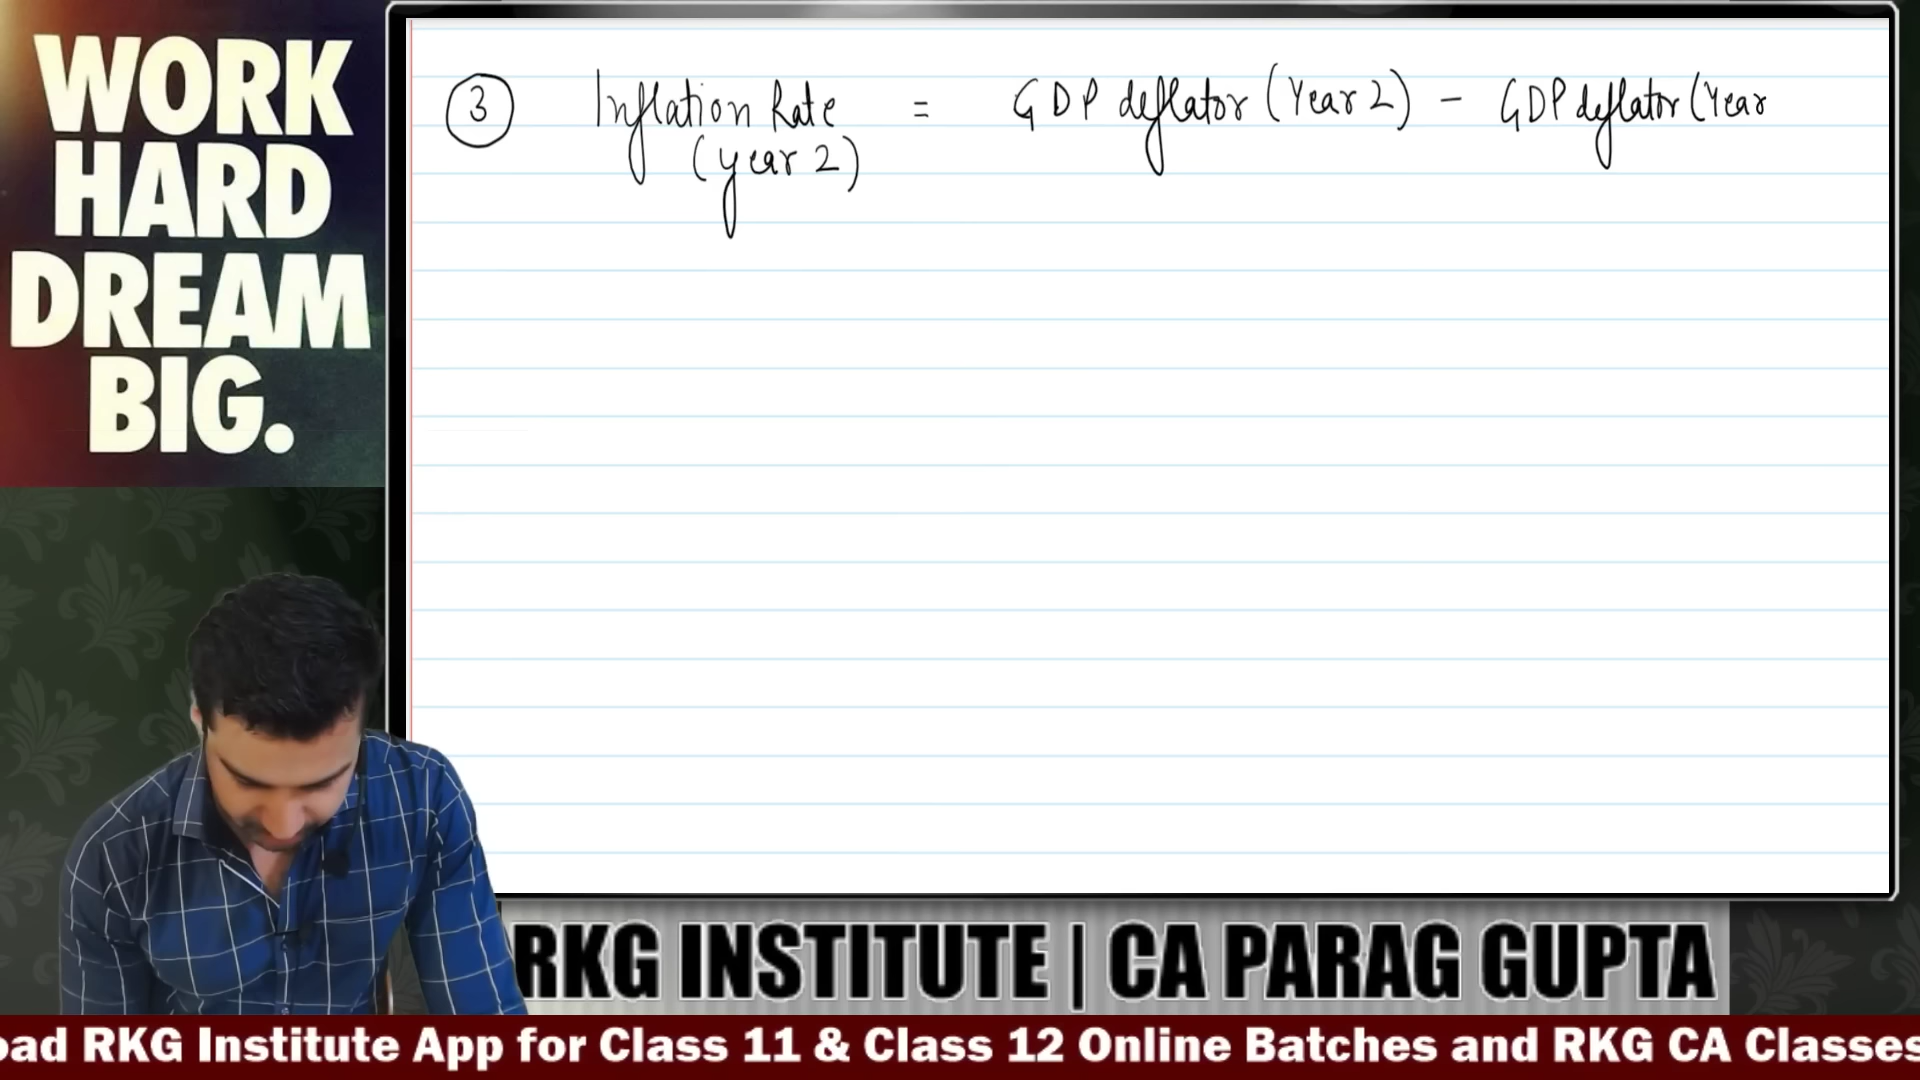 WORK
HARD
DREAM
BIG.
3 Inflation Rate = GDP deflator (Year 2) - GDP deflator (Year
(year 2)
RKG INSTITUTE | CA PARAG GUPTA
oad RKG Institute App for Class 11 & Class 12 Online Batches and RKG CA Classes